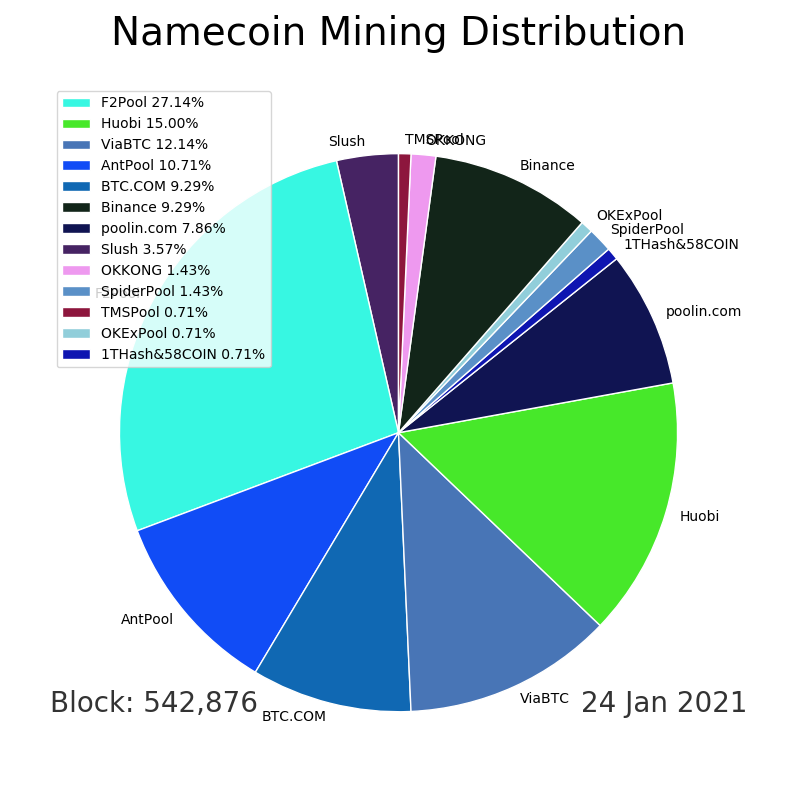 Namecoin Mining Distribution
F2Pool 27.14%
Huobi 15.00%
ViaBTC 12.14%
AntPool 10.71%
BTC.COM 9.29%
Binance 9.29%
poolin.com 7.86%
Slush 3.57%
OKKONG 1.43%
SpiderPool 1.43%
TMSPool 0.71%
OKExPool 0.71%
1THash&58COIN 0.71%
Slush
TMSPool
OKKONG
Binance
OKExPool
SpiderPool
1THash&58COIN
poolin.com
Huobi
ViaBTC
BTC.COM
AntPool
F2Pool
Block: 542,876
24 Jan 2021